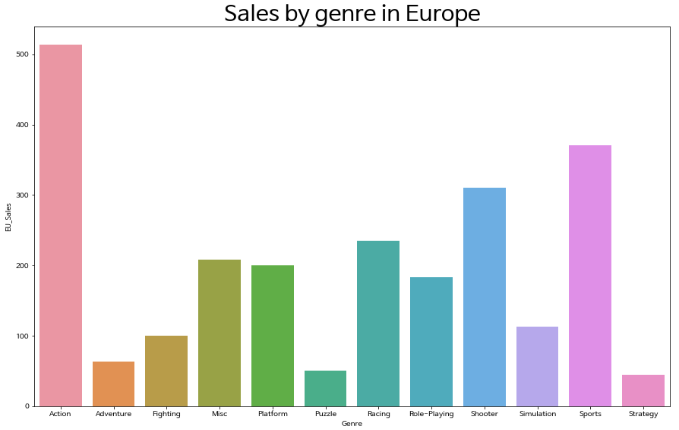 Sales by genre in Europe
500
400
300
200
100
0
EU_Sales
Action Adventure Fighting Misc Platform Puzzle Racing Role-Playing Shooter Simulation Sports Strategy
Genre